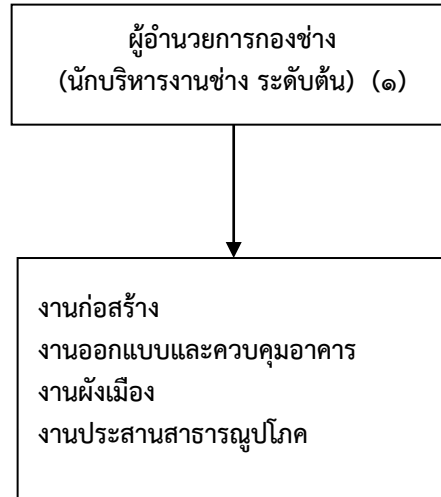 ผู้อำนวยการกองช่าง
(นักบริหารงานช่าง ระดับต้น) (๑)
งานก่อสร้าง
งานออกแบบและควบคุมอาคาร
งานผังเมือง
งานประสานสาธารณูปโภค